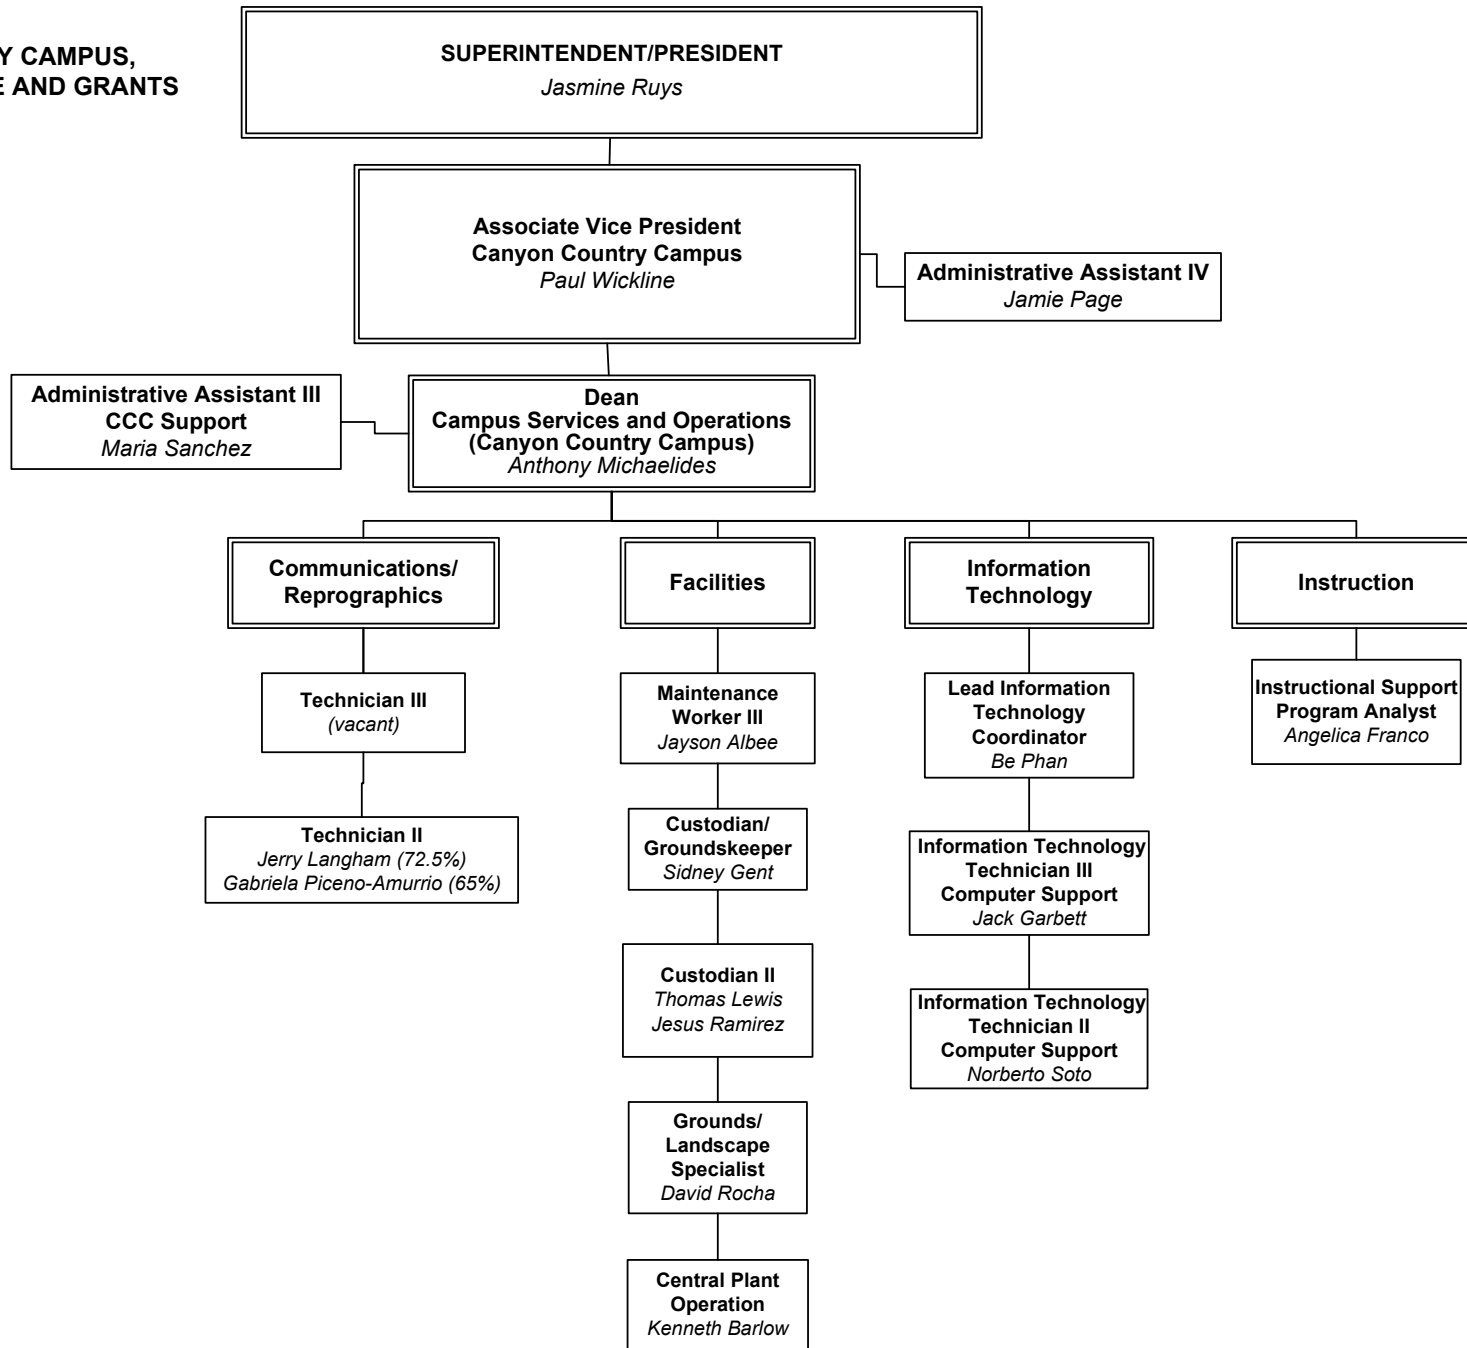 Y CAMPUS,
E AND GRANTS
SUPERINTENDENT/PRESIDENT
Jasmine Ruys
Associate Vice President
Canyon Country Campus
Paul Wickline
Administrative Assistant IV
Jamie Page
Administrative Assistant III
CCC Support
Maria Sanchez
Dean
Campus Services and Operations
(Canyon Country Campus)
Anthony Michaelides
Communications/
Reprographics
Facilities
Information
Technology
Instruction
Technician III
(vacant)
Technician II
Jerry Langham (72.5%)
Gabriela Piceno-Amurrio (65%)
Maintenance
Worker III
Jayson Albee
Custodian/
Groundskeeper
Sidney Gent
Custodian II
Thomas Lewis
Jesus Ramirez
Grounds/
Landscape
Specialist
David Rocha
Central Plant
Operation
Kenneth Barlow
Lead Information
Technology
Coordinator
Be Phan
Information Technology
Technician III
Computer Support
Jack Garbett
Information Technology
Technician II
Computer Support
Norberto Soto
Instructional Support
Program Analyst
Angelica Franco